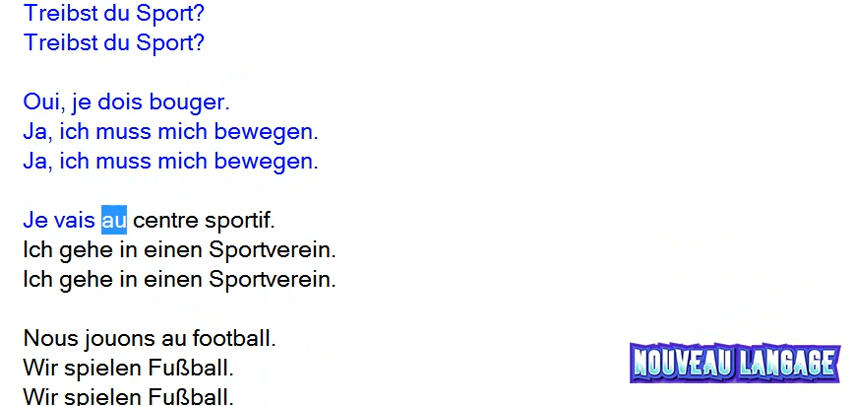 Treibst du Sport?
Treibst du Sport?
Oui, je dois bouger.
Ja, ich muss mich bewegen.
Ja, ich muss mich bewegen.
Je vais au centre sportif.
Ich gehe in einen Sportverein.
Ich gehe in einen Sportverein.
Nous jouons au football.
Wir spielen Fußball.
Wir spielen Fußball.
NOUVEAU LANGAGE